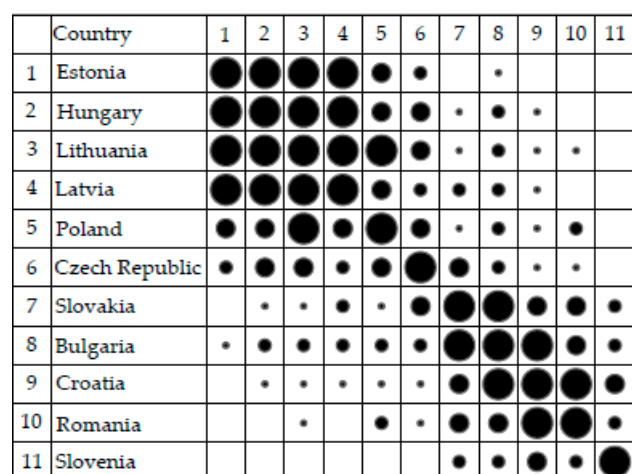 Country 1 2 3 4 5 6 7 8 9 10 11
1 Estonia
2 Hungary
3 Lithuania
4 Latvia
5 Poland
6 Czech Republic
7 Slovakia
8 Bulgaria
9 Croatia
10 Romania
11 Slovenia